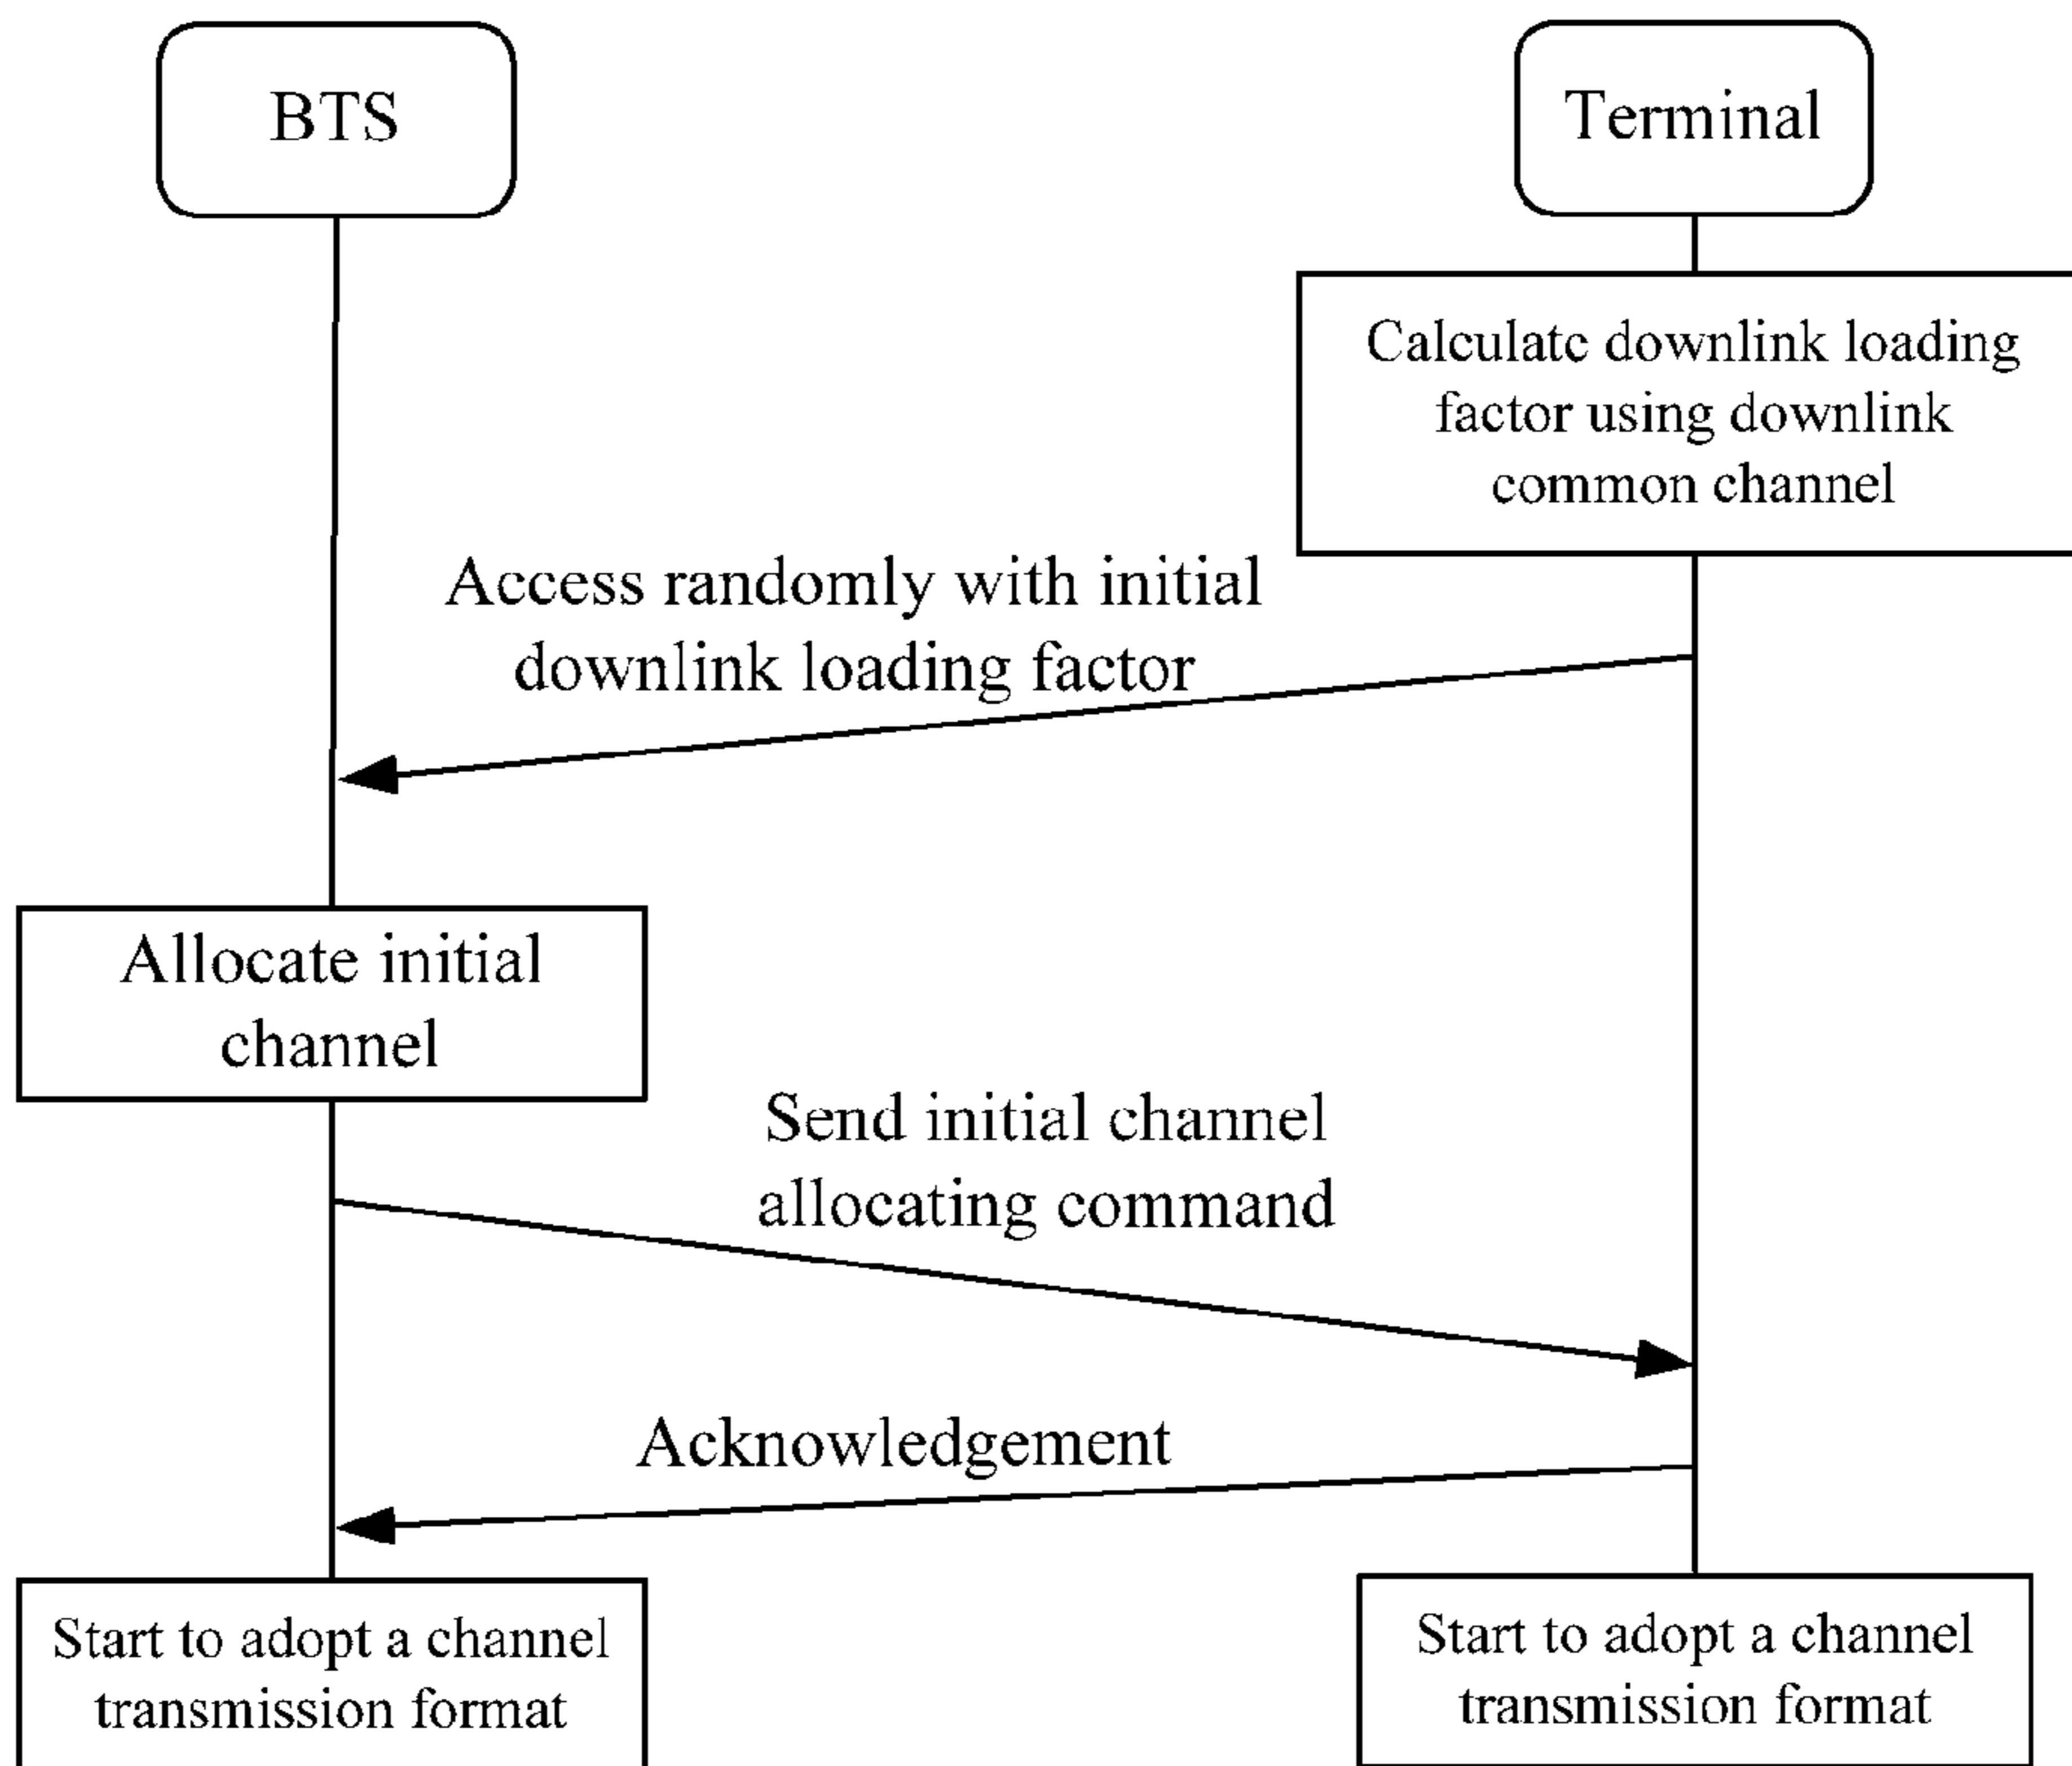 BTS
Terminal
Calculate downlink loading
factor using downlink
common channel
Access randomly with initial
downlink loading factor
Allocate initial
channel
Send initial channel
allocating command
Acknowledgement
Start to adopt a channel
transmission format
Start to adopt a channel
transmission format